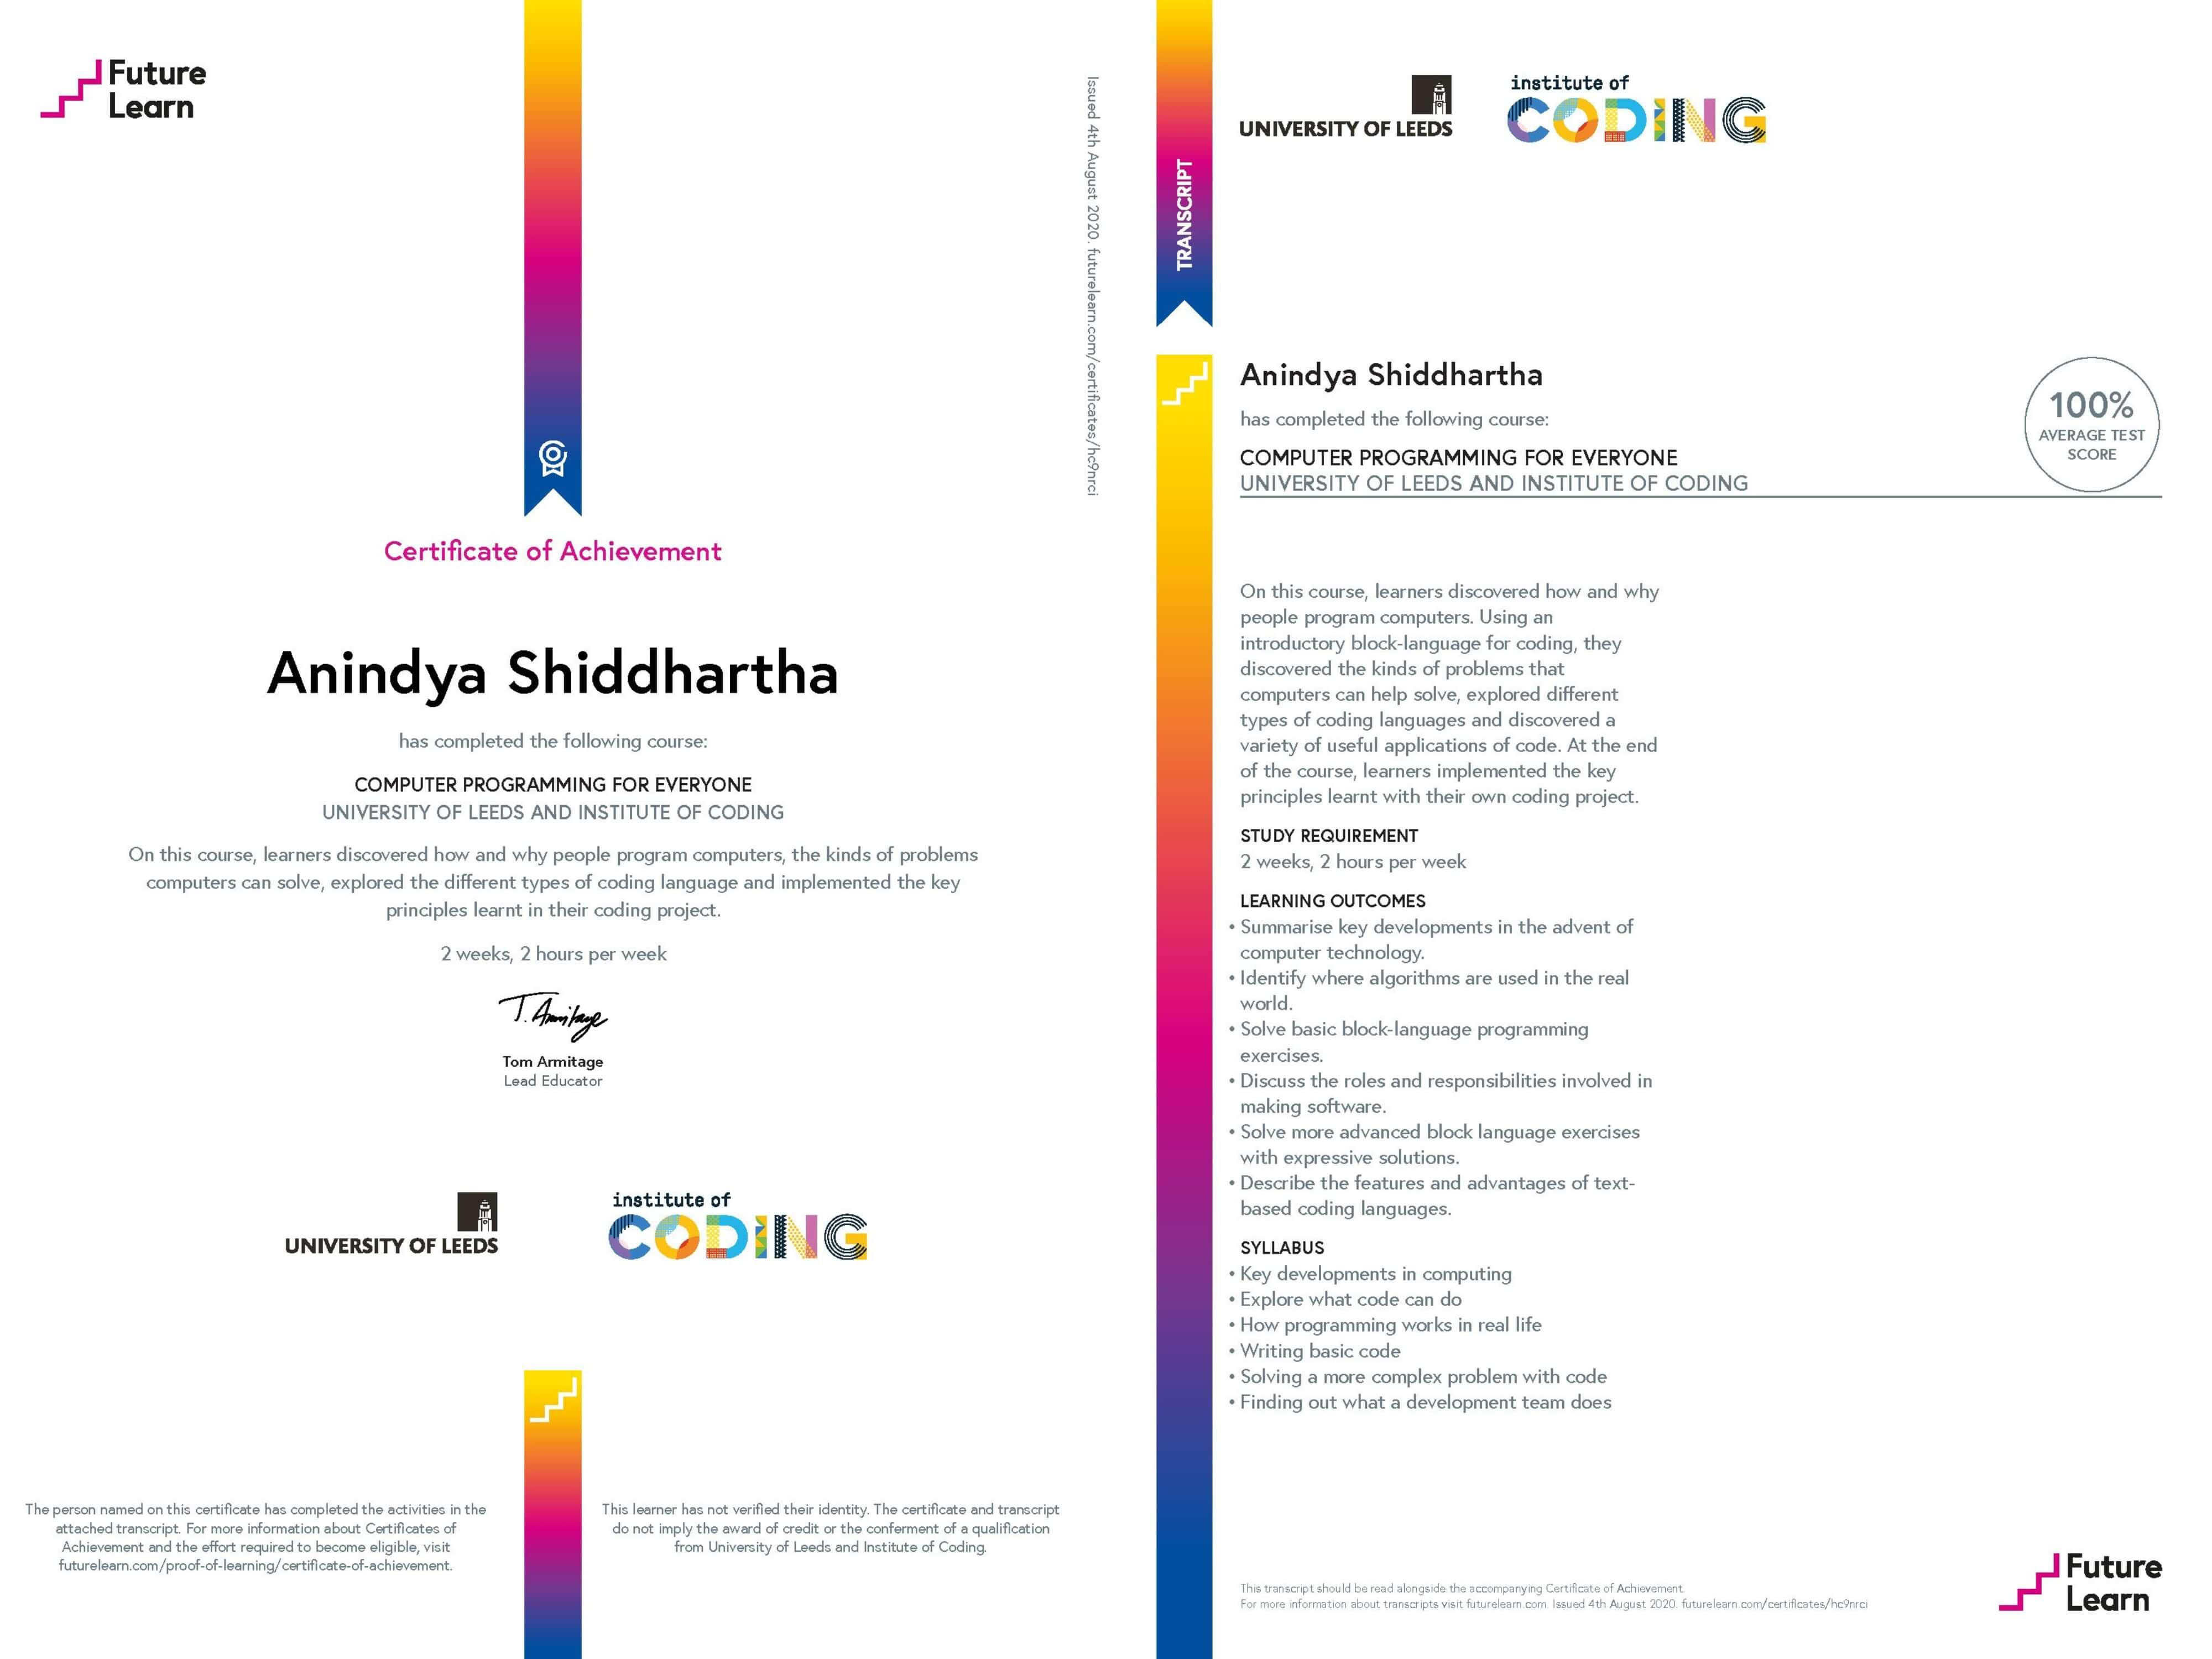 Future
Learn
Certificate of Achievement
Anindya Shiddhartha
has completed the following course:
COMPUTER PROGRAMMING FOR EVERYONE
UNIVERSITY OF LEEDS AND INSTITUTE OF CODING
On this course, learners discovered how and why people program computers, the kinds of problems
computers can solve, explored the different types of coding language and implemented the key
principles learnt in their coding project.
2 weeks, 2 hours per week
T. Armitage
Tom Armitage
Lead Educator
UNIVERSITY OF LEEDS
institute of
CODING
The person named on this certificate has completed the activities in the
attached transcript. For more information about Certificates of
Achievement and the effort required to become eligible, visit
futurelearn.com/proof-of-learning/certificate-of-achievement.
This learner has not verified their identity. The certificate and transcript
do not imply the award of credit or the conferment of a qualification
from University of Leeds and Institute of Coding.
Issued 4th August 2020. futurelearn.com/certificates/hc9nrci
TRANSCRIPT
UNIVERSITY OF LEEDS
institute of
CODING
Anindya Shiddhartha
has completed the following course:
COMPUTER PROGRAMMING FOR EVERYONE
UNIVERSITY OF LEEDS AND INSTITUTE OF CODING
100%
AVERAGE TEST
SCORE
On this course, learners discovered how and why
people program computers. Using an
introductory block-language for coding, they
discovered the kinds of problems that
computers can help solve, explored different
types of coding languages and discovered a
variety of useful applications of code. At the end
of the course, learners implemented the key
principles learnt with their own coding project.
STUDY REQUIREMENT
2 weeks, 2 hours per week
LEARNING OUTCOMES
• Summarise key developments in the advent of
computer technology.
• Identify where algorithms are used in the real
world.
• Solve basic block-language programming
exercises.
• Discuss the roles and responsibilities involved in
making software.
• Solve more advanced block language exercises
with expressive solutions.
• Describe the features and advantages of text-
based coding languages.
SYLLABUS
• Key developments in computing
• Explore what code can do
• How programming works in real life
• Writing basic code
• Solving a more complex problem with code
• Finding out what a development team does
This transcript should be read alongside the accompanying Certificate of Achievement.
For more information about transcripts visit futurelearn.com. Issued 4th August 2020. futurelearn.com/certificates/hc9nrci
Future
Learn